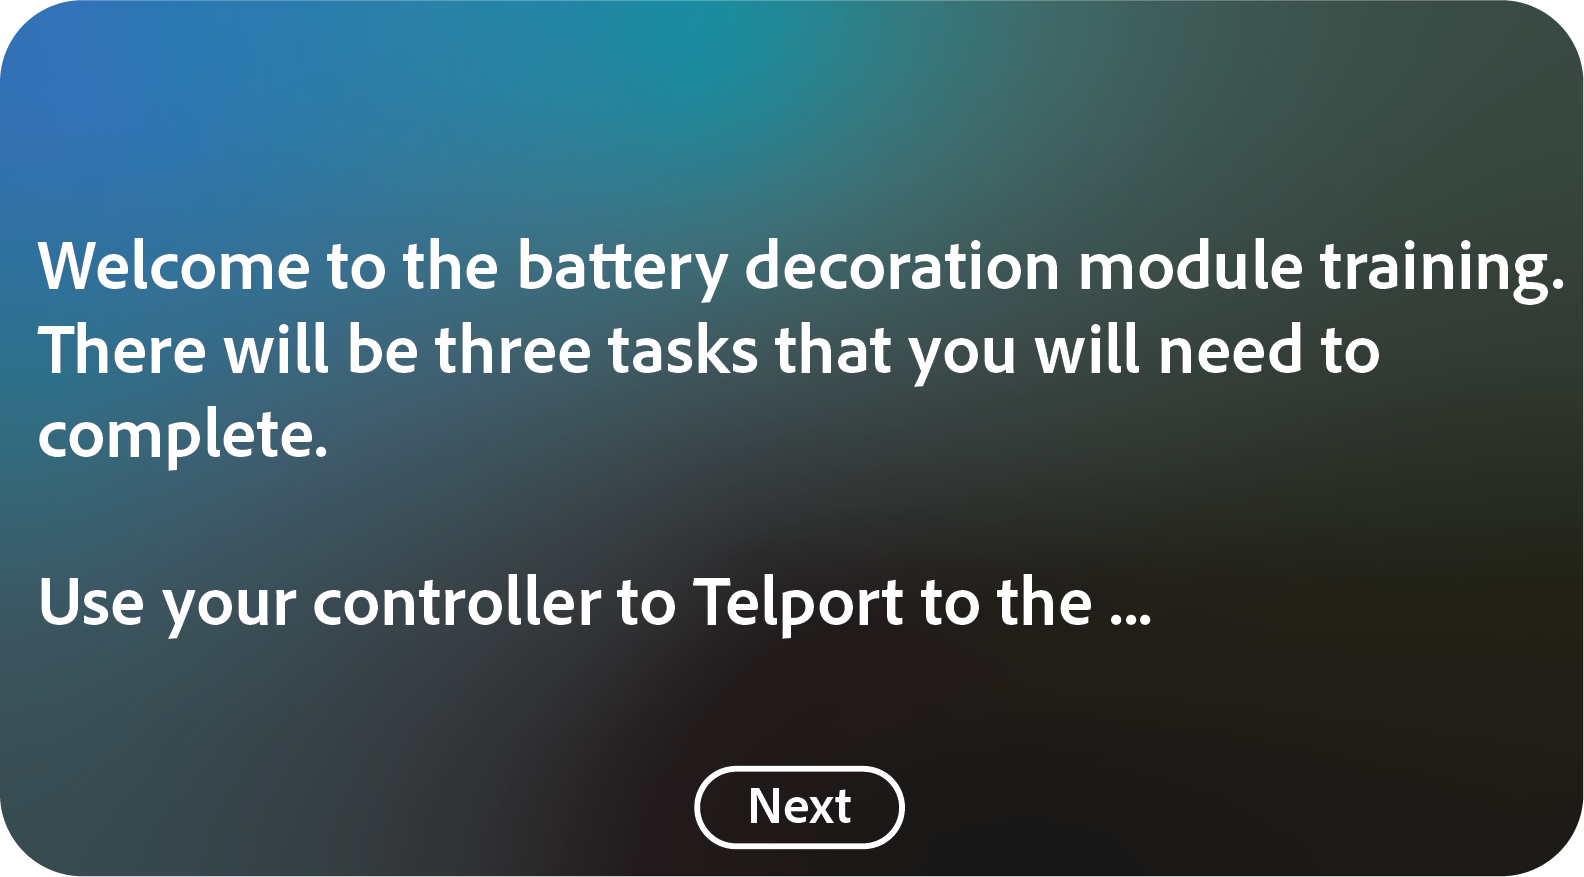 Welcome to the battery decoration module training.
There will be three tasks that you will need to
complete.
Use your controller to Telport to the ...
Next